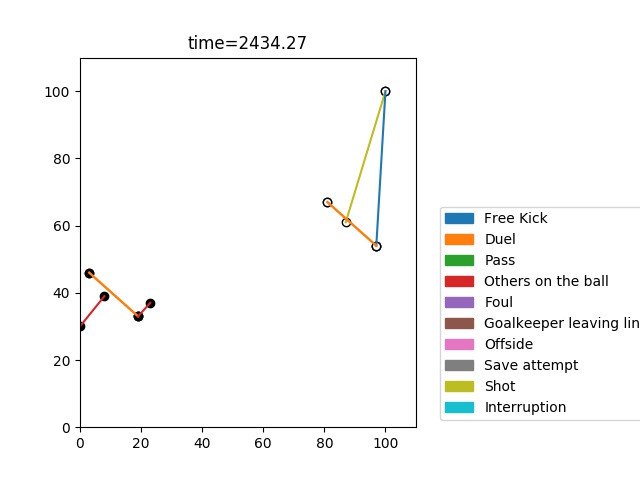 time=2434.27
100
80
60
40
20
0
0 20 40 60 80 100
Free Kick
Duel
Pass
Others on the ball
Foul
Goalkeeper leaving lin
Offside
Save attempt
Shot
Interruption